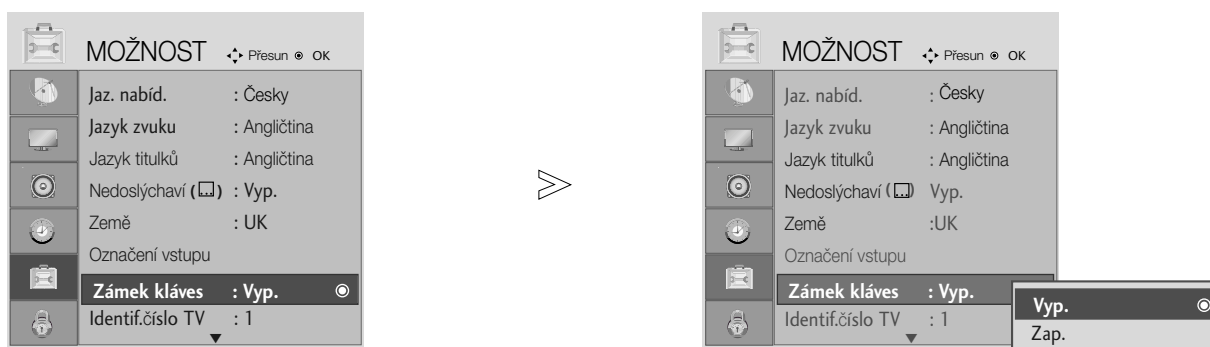 MOŽNOST Přesun OK
Jaz. nabíd. : Česky
Jazyk zvuku : Angličtina
Jazyk titulků : Angličtina
Nedoslýchaví ( ) : Vyp.
Země : UK
Označení vstupu
Zámek kláves : Vyp.
Identif.číslo TV : 1
MOŽNOST Přesun OK
Jaz. nabíd. : Česky
Jazyk zvuku : Angličtina
Jazyk titulků : Angličtina
Nedoslýchaví ( ) Vyp.
Země :UK
Označení vstupu
Zámek kláves : Vyp.
Identif.číslo TV : 1
Vyp.
Zap.